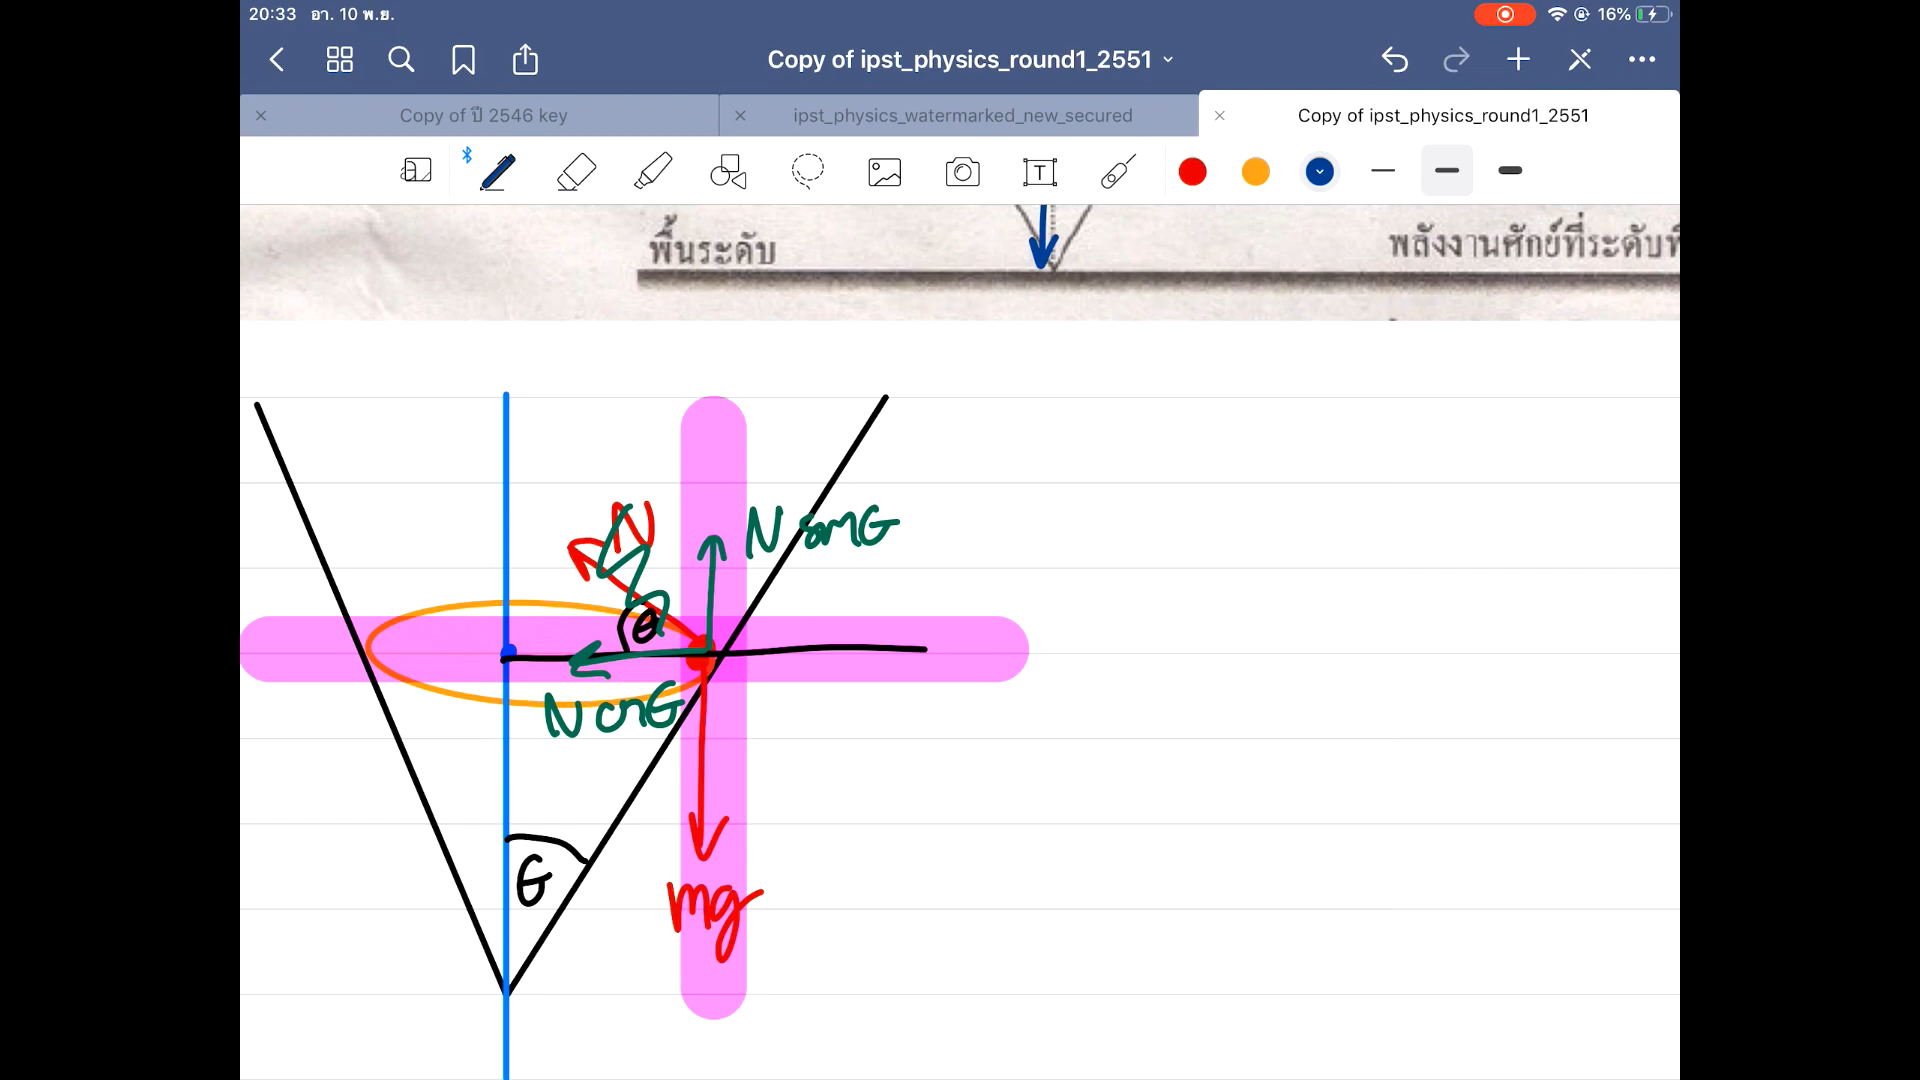 20:33 อา. 10 พ.ย.
16%
Copy of ipst_physics_round1_2551
Copy of ปี 2546 key
ipst_physics_watermarked_new_secured
Copy of ipst_physics_round1_2551
พื้นระดับ
พลังงานศักย์ที่ระดับ
N
N sinθ
θ
N cosθ
θ
mg